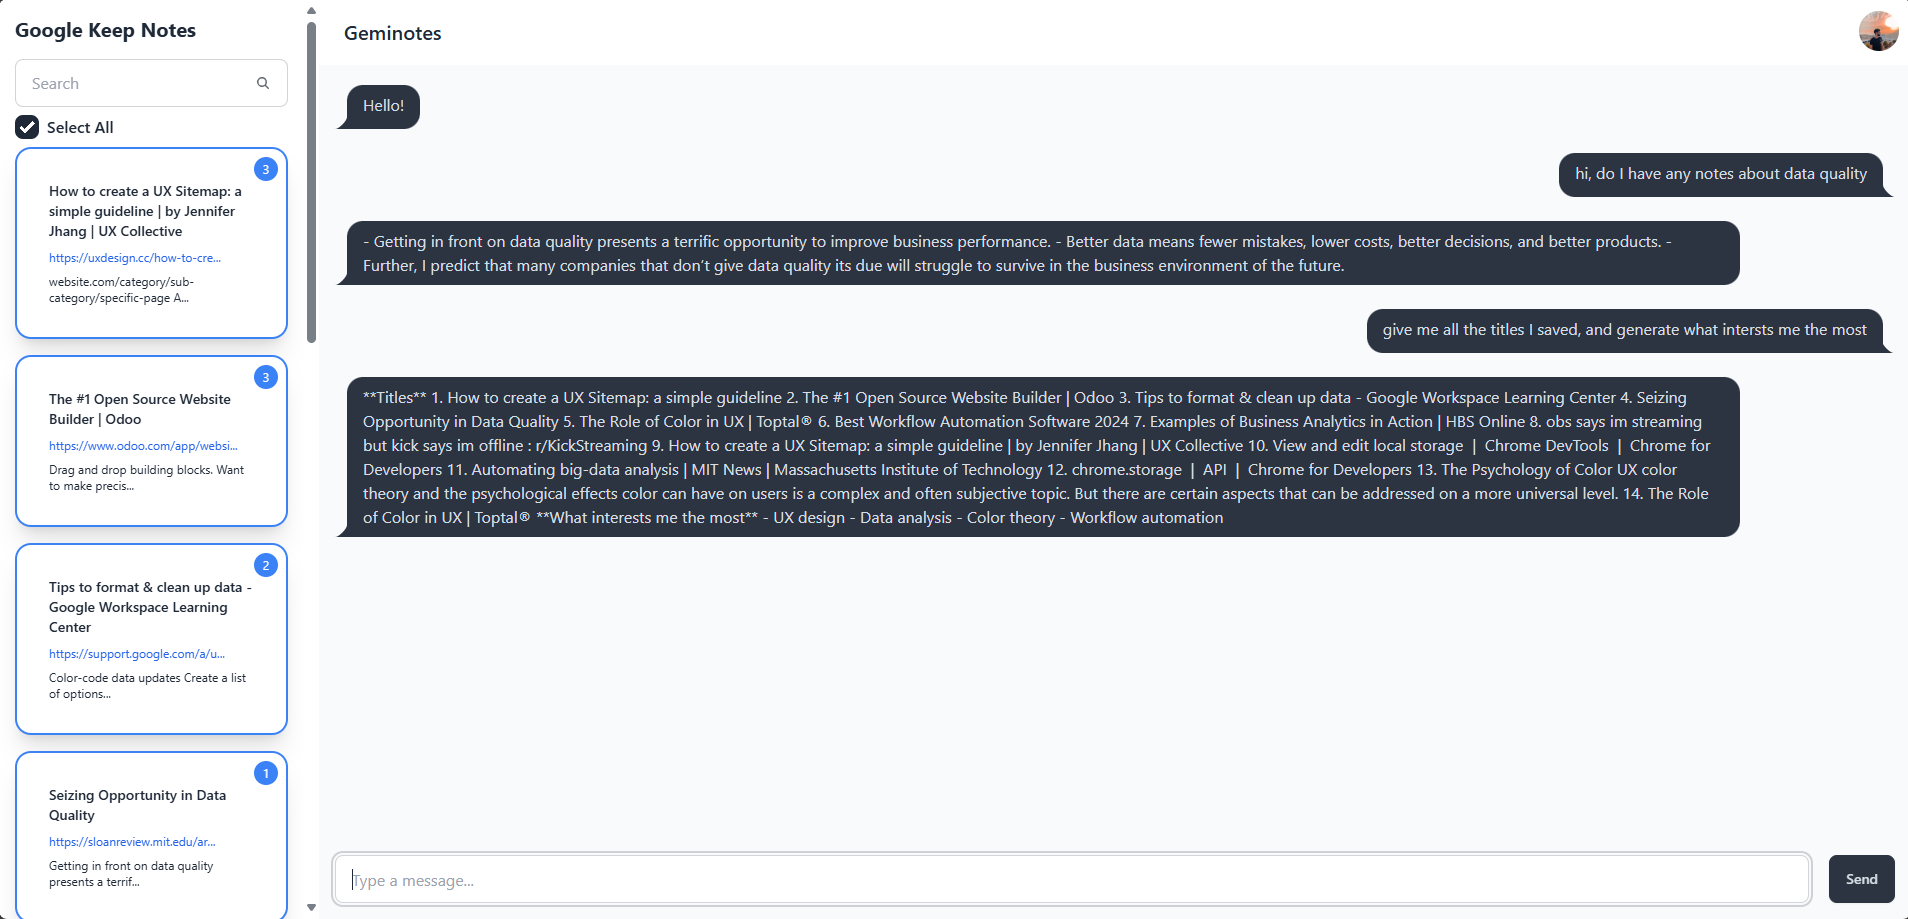 Google Keep Notes
Search
Select All
3
How to create a UX Sitemap: a
simple guideline | by Jennifer
Jhang | UX Collective
https://uxdesign.cc/how-to-cre...
website.com/category/sub-
category/specific-page A...
3
The #1 Open Source Website
Builder | Odoo
https://www.odoo.com/app/websi...
Drag and drop building blocks. Want
to make precis...
2
Tips to format & clean up data -
Google Workspace Learning
Center
https://support.google.com/a/u...
Color-code data updates Create a list
of options...
1
Seizing Opportunity in Data
Quality
https://sloanreview.mit.edu/ar...
Getting in front on data quality
presents a terrif...
Geminotes
Hello!
hi, do I have any notes about data quality
- Getting in front on data quality presents a terrific opportunity to improve business performance. - Better data means fewer mistakes, lower costs, better decisions, and better products. -
Further, I predict that many companies that don’t give data quality its due will struggle to survive in the business environment of the future.
give me all the titles I saved, and generate what intersts me the most
**Titles** 1. How to create a UX Sitemap: a simple guideline 2. The #1 Open Source Website Builder | Odoo 3. Tips to format & clean up data - Google Workspace Learning Center 4. Seizing
Opportunity in Data Quality 5. The Role of Color in UX | Toptal® 6. Best Workflow Automation Software 2024 7. Examples of Business Analytics in Action | HBS Online 8. obs says im streaming
but kick says im offline : r/KickStreaming 9. How to create a UX Sitemap: a simple guideline | by Jennifer Jhang | UX Collective 10. View and edit local storage | Chrome DevTools | Chrome for
Developers 11. Automating big-data analysis | MIT News | Massachusetts Institute of Technology 12. chrome.storage | API | Chrome for Developers 13. The Psychology of Color UX color
theory and the psychological effects color can have on users is a complex and often subjective topic. But there are certain aspects that can be addressed on a more universal level. 14. The Role
of Color in UX | Toptal® **What interests me the most** - UX design - Data analysis - Color theory - Workflow automation
Type a message...
Send